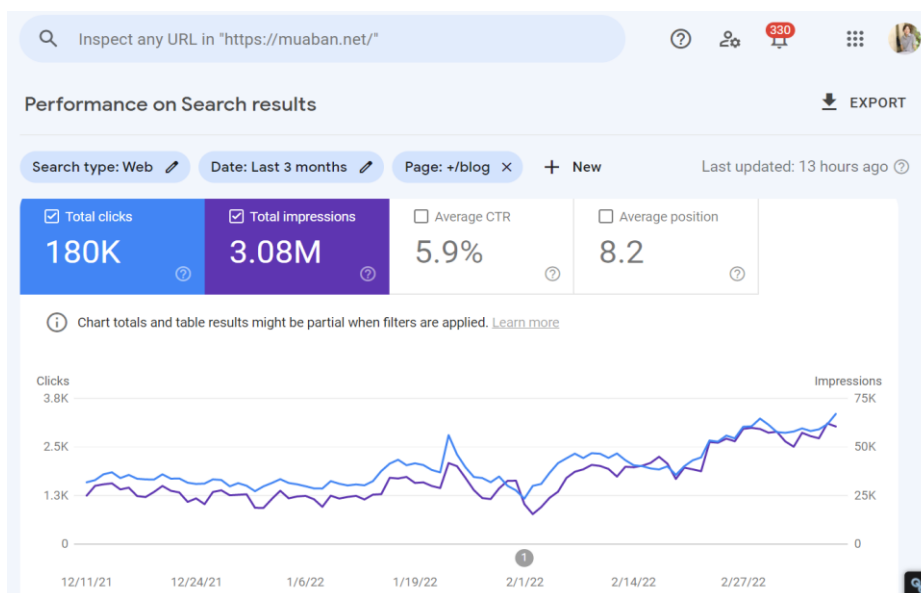 Inspect any URL in "https://muaban.net/"
330
Performance on Search results
EXPORT
Search type: Web
Date: Last 3 months
Page: +/blog
New
Last updated: 13 hours ago
Total clicks
180K
Total impressions
3.08M
Average CTR
5.9%
Average position
8.2
Chart totals and table results might be partial when filters are applied. Learn more
Clicks
Impressions
3.8K
75K
2.5K
50K
1.3K
25K
0
0
1
12/11/21
12/24/21
1/6/22
1/19/22
2/1/22
2/14/22
2/27/22